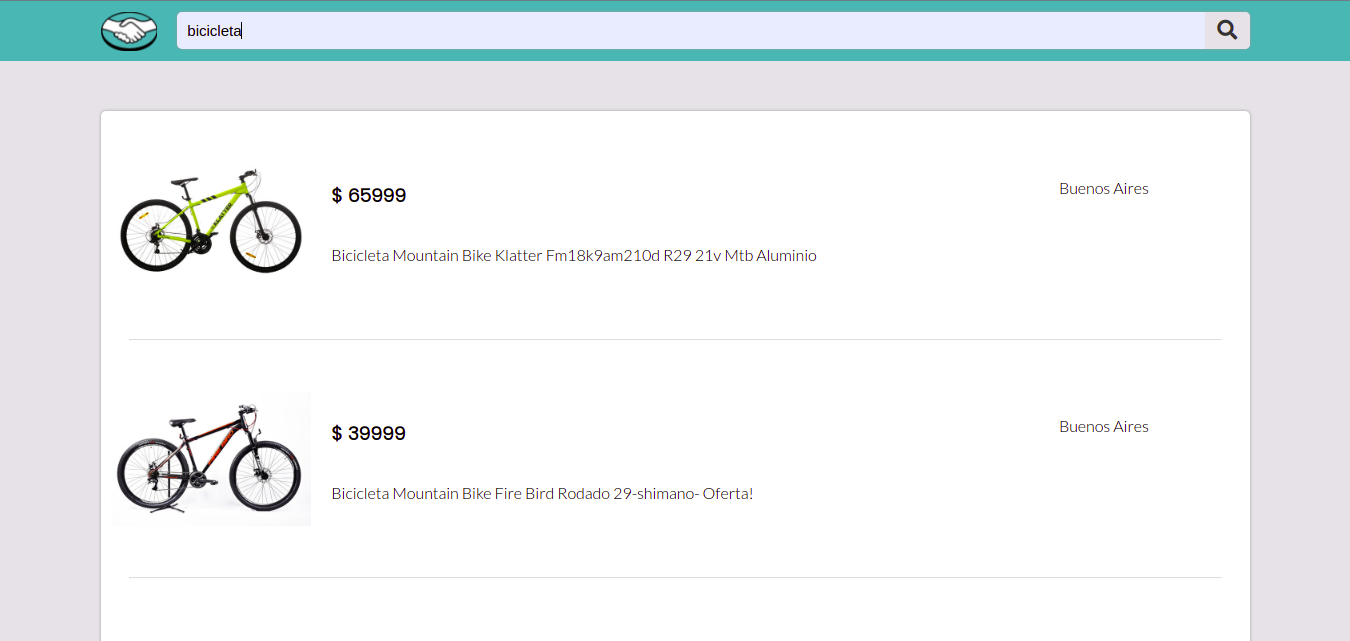 bicicleta
$ 65999
Buenos Aires
Bicicleta Mountain Bike Klatter Fm18k9am210d R29 21v Mtb Aluminio
KLATTER
$ 39999
Buenos Aires
Bicicleta Mountain Bike Fire Bird Rodado 29-shimano- Oferta!